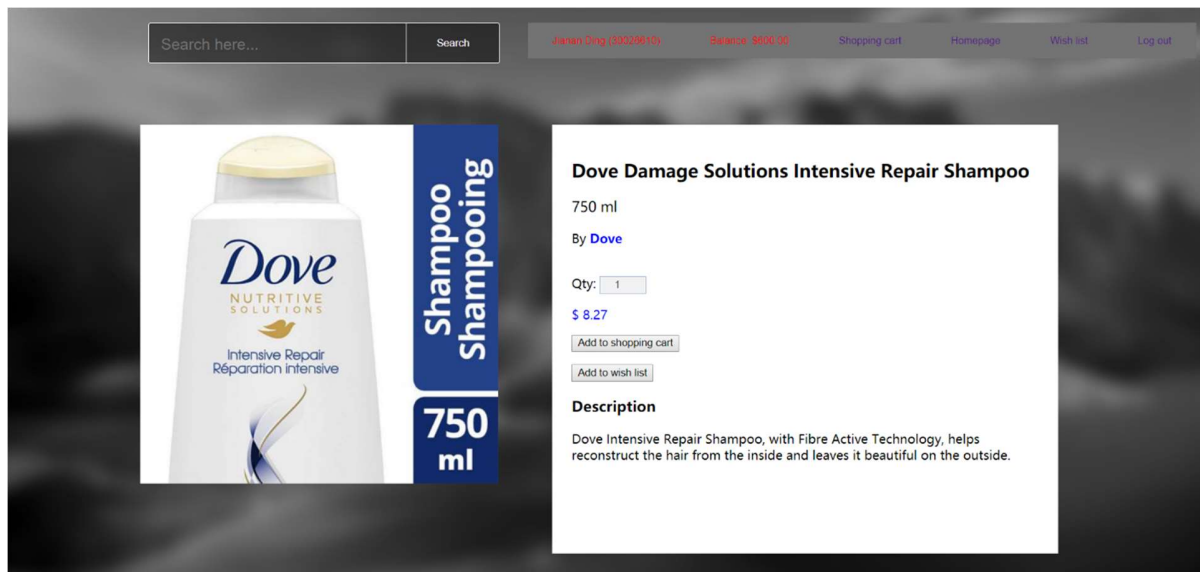 Search here...
Search
Jianan Ding (30026610)
Balance: $600.00
Shopping cart
Homepage
Wish list
Log out
Dove
NUTRITIVE
SOLUTIONS
Intensive Repair
Réparation intensive
Shampoo
Shampooing
750
ml
Dove Damage Solutions Intensive Repair Shampoo
750 ml
By Dove
Qty: 1
$ 8.27
Add to shopping cart
Add to wish list
Description
Dove Intensive Repair Shampoo, with Fibre Active Technology, helps
reconstruct the hair from the inside and leaves it beautiful on the outside.